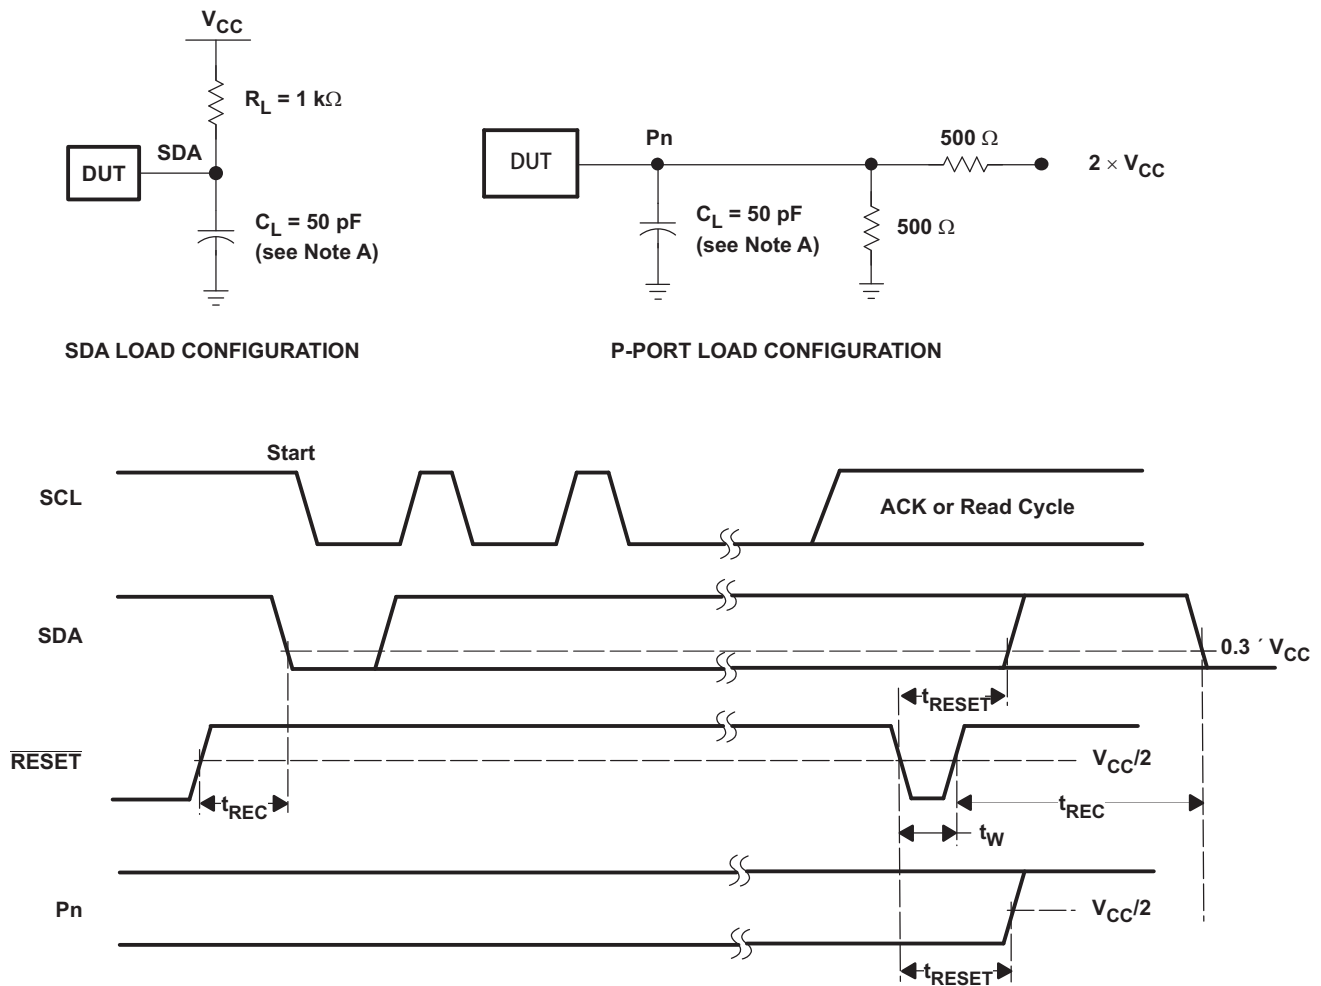 VCC
RL = 1 kΩ
DUT
SDA
CL = 50 pF
(see Note A)
SDA LOAD CONFIGURATION
DUT
Pn
500 Ω
2 × VCC
CL = 50 pF
(see Note A)
500 Ω
P-PORT LOAD CONFIGURATION
Start
SCL
ACK or Read Cycle
SDA
0.3 ´ VCC
tRESET
RESET
VCC/2
tREC
tREC
tW
Pn
VCC/2
tRESET